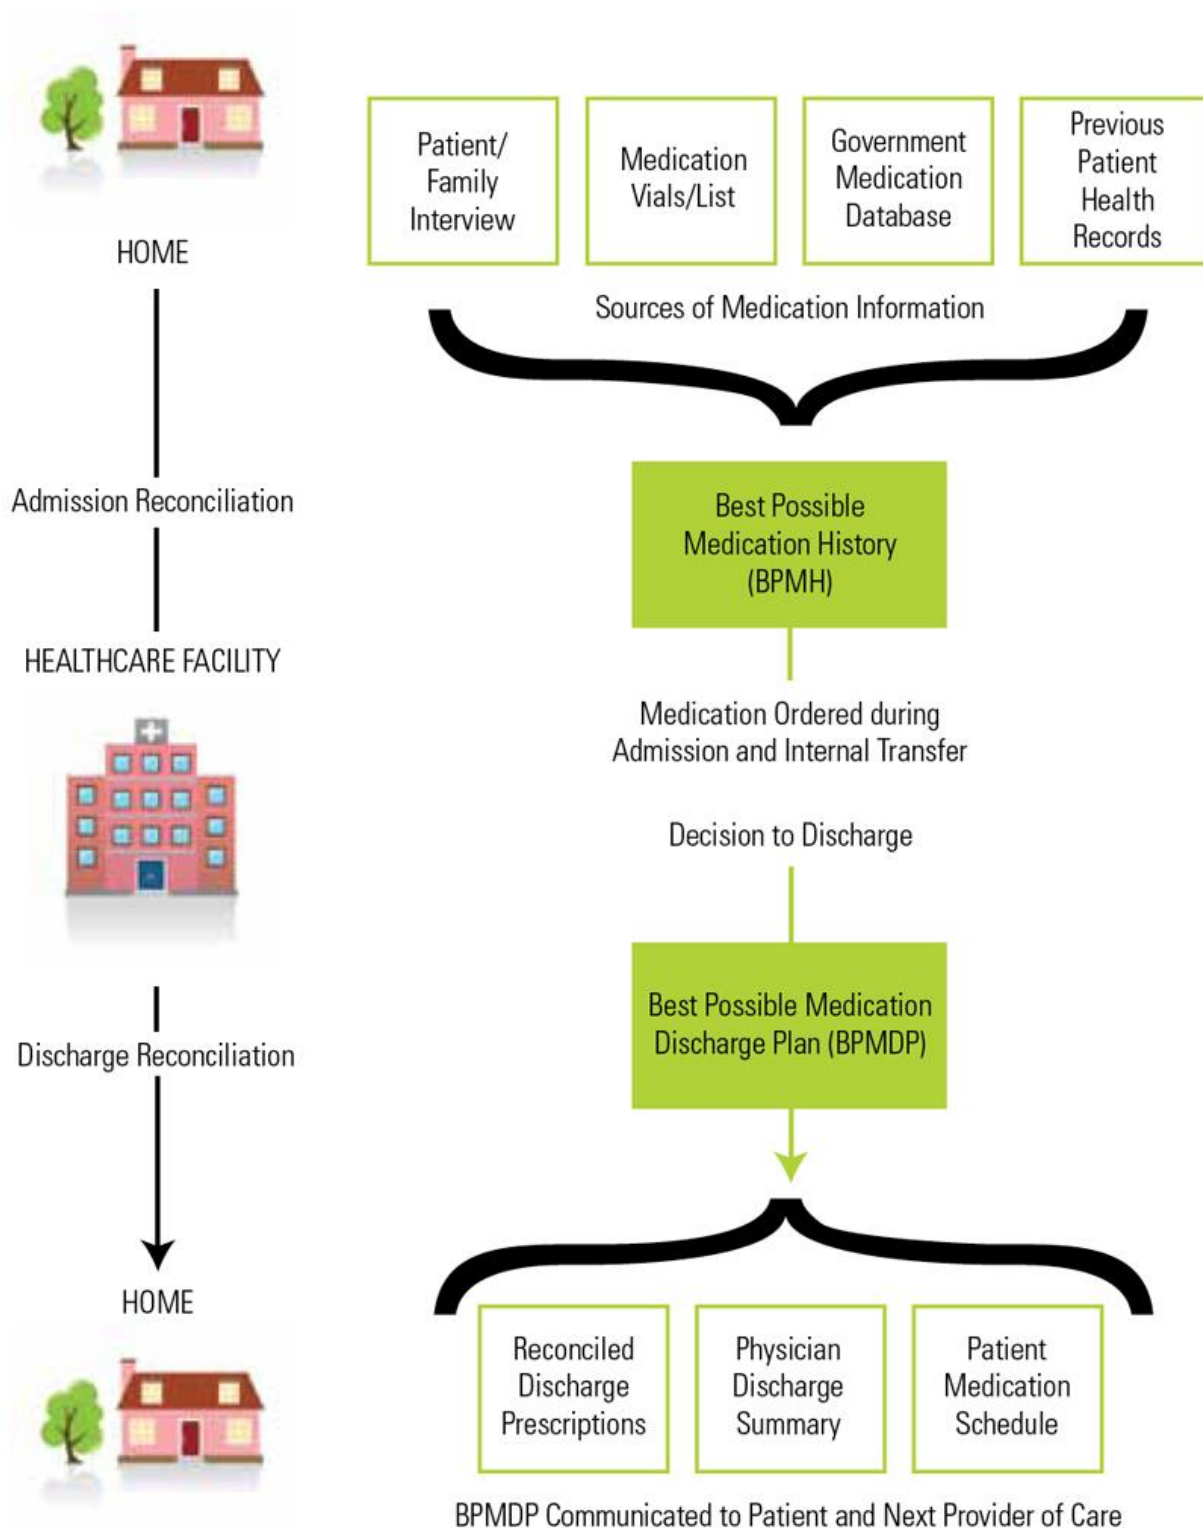 HOME
Patient/
Family
Interview
Medication
Vials/List
Government
Medication
Database
Previous
Patient
Health
Records
Sources of Medication Information
Admission Reconciliation
Best Possible
Medication History
(BPMH)
HEALTHCARE FACILITY
Medication Ordered during
Admission and Internal Transfer
Decision to Discharge
Best Possible Medication
Discharge Plan (BPMDP)
Discharge Reconciliation
HOME
Reconciled
Discharge
Prescriptions
Physician
Discharge
Summary
Patient
Medication
Schedule
BPMDP Communicated to Patient and Next Provider of Care